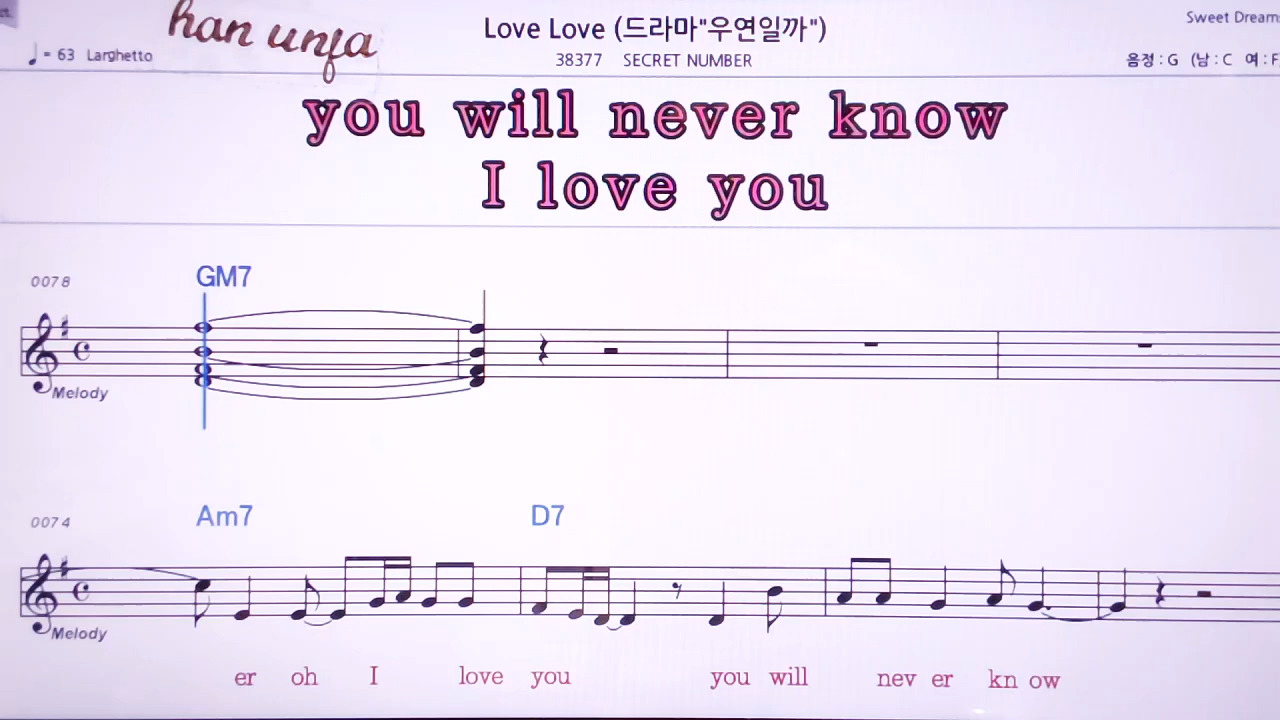 han unja
Love Love (드라마"우연일까")
Sweet Dream
♩ = 63 Larghetto
38377 SECRET NUMBER
음정 : G (남 : C 여 : F
you will never know
I love you
0078
GM7
Melody
0074
Am7 D7
Melody
er oh I love you you will nev er kn ow